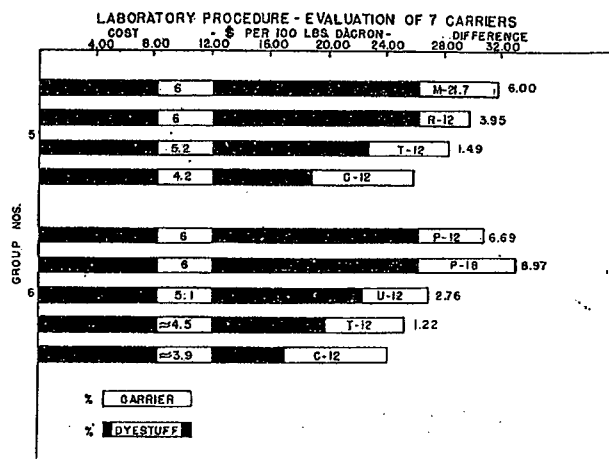 LABORATORY PROCEDURE - EVALUATION OF 7 CARRIERS
COST - $ PER 100 LBS. DACRON - DIFFERENCE
4.00 8.00 12.00 16.00 20.00 24.00 28.00 32.00
6 M-21.7 6.00
6 R-12 3.95
5
5.2 T-12 1.49
4.2 C-12
GROUP NOS.
6 P-12 6.69
6 P-18 8.97
6
5:1 U-12 2.76
≈4.5 T-12 1.22
≈3.9 C-12
% CARRIER
% DYESTUFF